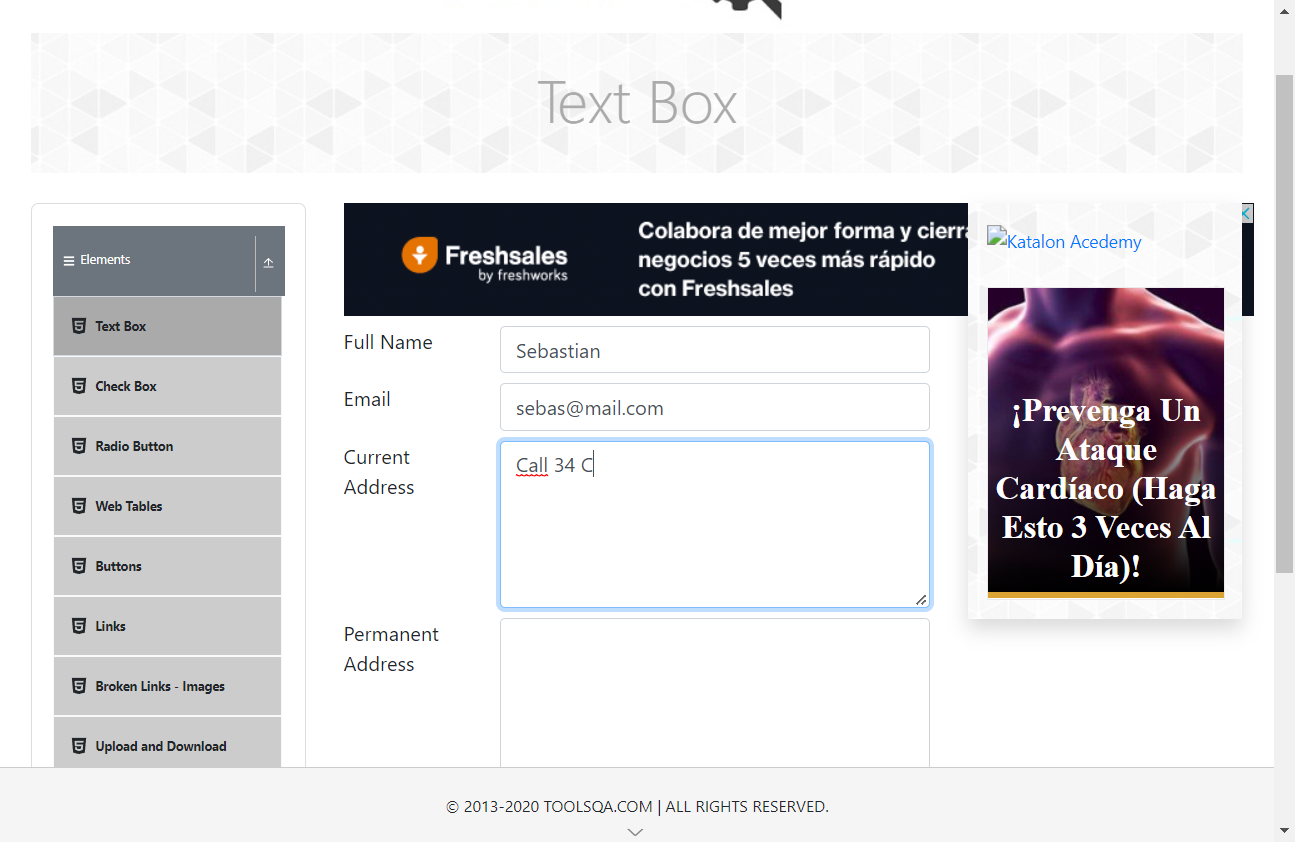 Text Box
Elements
Text Box
Check Box
Radio Button
Web Tables
Buttons
Links
Broken Links - Images
Upload and Download
Freshsales
by freshworks
Colabora de mejor forma y cierra
negocios 5 veces más rápido
con Freshsales
Full Name
Sebastian
Email
sebas@mail.com
Current
Address
Call 34 C
Permanent
Address
Katalon Acedemy
¡Prevenga Un
Ataque
Cardíaco (Haga
Esto 3 Veces Al
Día)!
© 2013-2020 TOOLSQA.COM | ALL RIGHTS RESERVED.